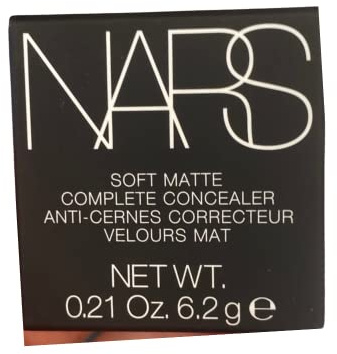 NARS
SOFT MATTE
COMPLETE CONCEALER
ANTI-CERNES CORRECTEUR
VELOURS MAT
NET WT.
0.21 Oz. 6.2 g ℮